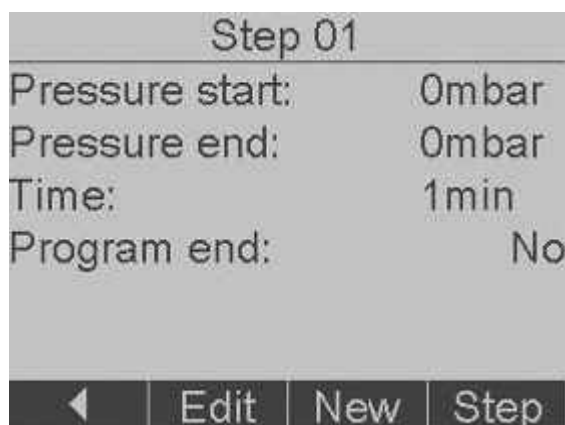 Step 01
Pressure start: 0mbar
Pressure end: 0mbar
Time: 1min
Program end: No
Edit New Step